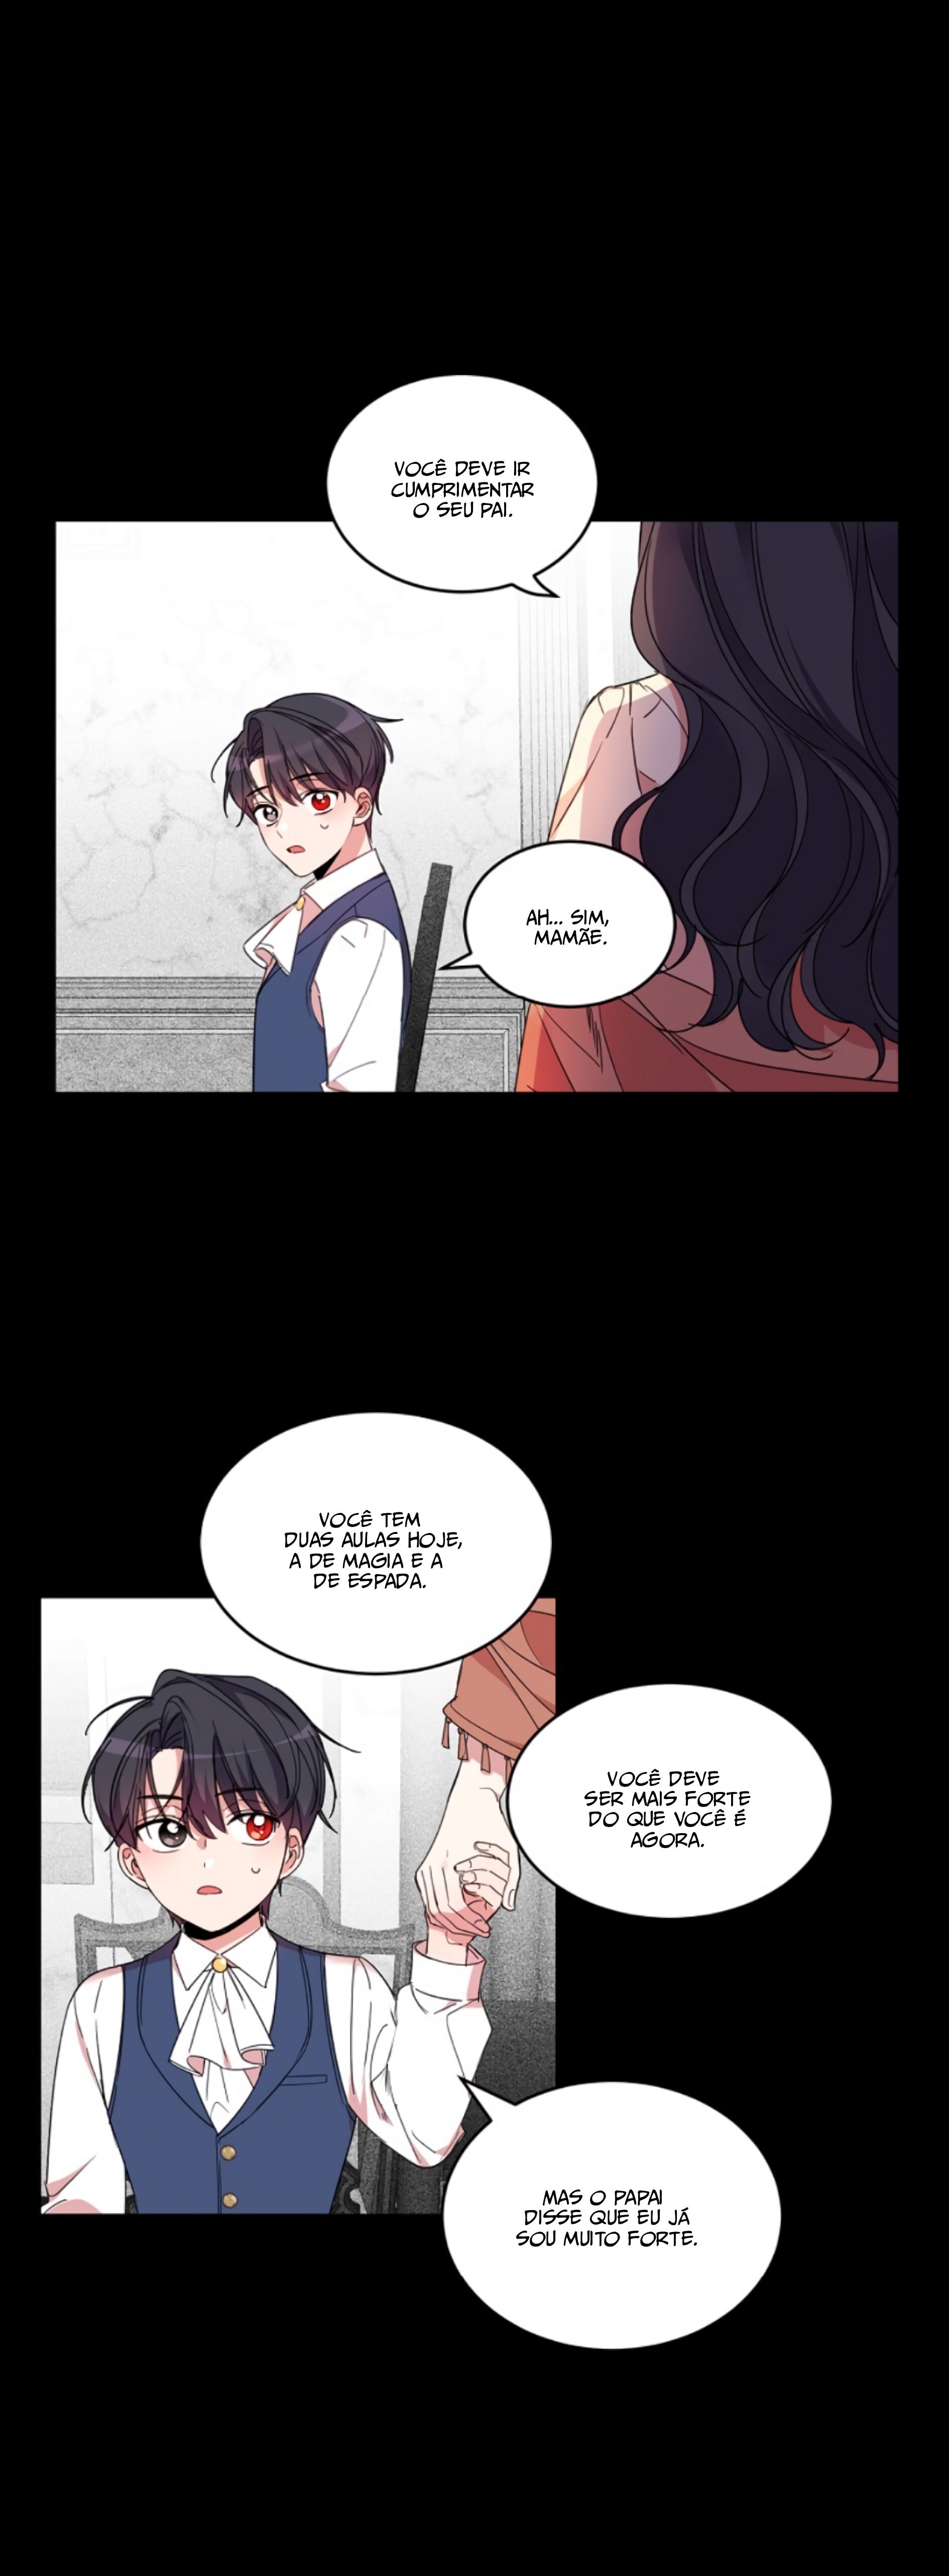 VOCÊ DEVE IR
CUMPRIMENTAR
O SEU PAI.
AH... SIM,
MAMÃE.
VOCÊ TEM
DUAS AULAS HOJE,
A DE MAGIA E A
DE ESPADA.
VOCÊ DEVE
SER MAIS FORTE
DO QUE VOCÊ É
AGORA.
MAS O PAPAI
DISSE QUE EU JÁ
SOU MUITO FORTE.